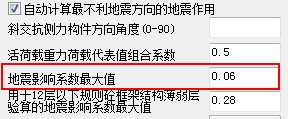 自动计算最不利地震方向的地震作用
斜交抗侧力构件方向角度(0-90)
活荷载重力荷载代表值组合系数 0.5
地震影响系数最大值 0.06
用于12层以下规则砼框架结构薄弱层
验算的地震影响系数最大值 0.28